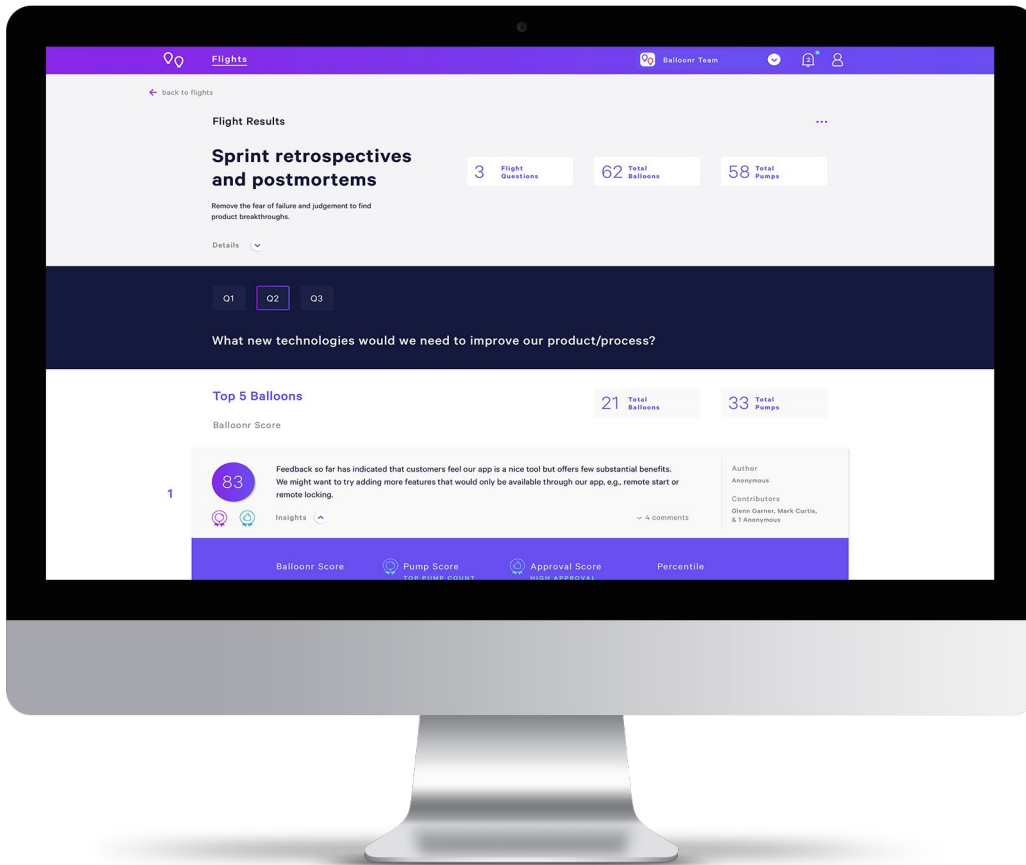 Flights
Balloonr Team
2
back to flights
Flight Results
Sprint retrospectives
and postmortems
3 Flight
Questions
62 Total
Balloons
58 Total
Pumps
Remove the fear of failure and judgement to find
product breakthroughs.
Details
Q1 Q2 Q3
What new technologies would we need to improve our product/process?
Top 5 Balloons
21 Total
Balloons
33 Total
Pumps
Balloonr Score
1
83
Feedback so far has indicated that customers feel our app is a nice tool but offers few substantial benefits.
We might want to try adding more features that would only be available through our app, e.g., remote start or
remote locking.
Insights
4 comments
Author
Anonymous
Contributors
Glenn Garner, Mark Curtis,
& 1 Anonymous
Balloonr Score Pump Score Approval Score Percentile
TOP PUMP COUNT HIGH APPROVAL